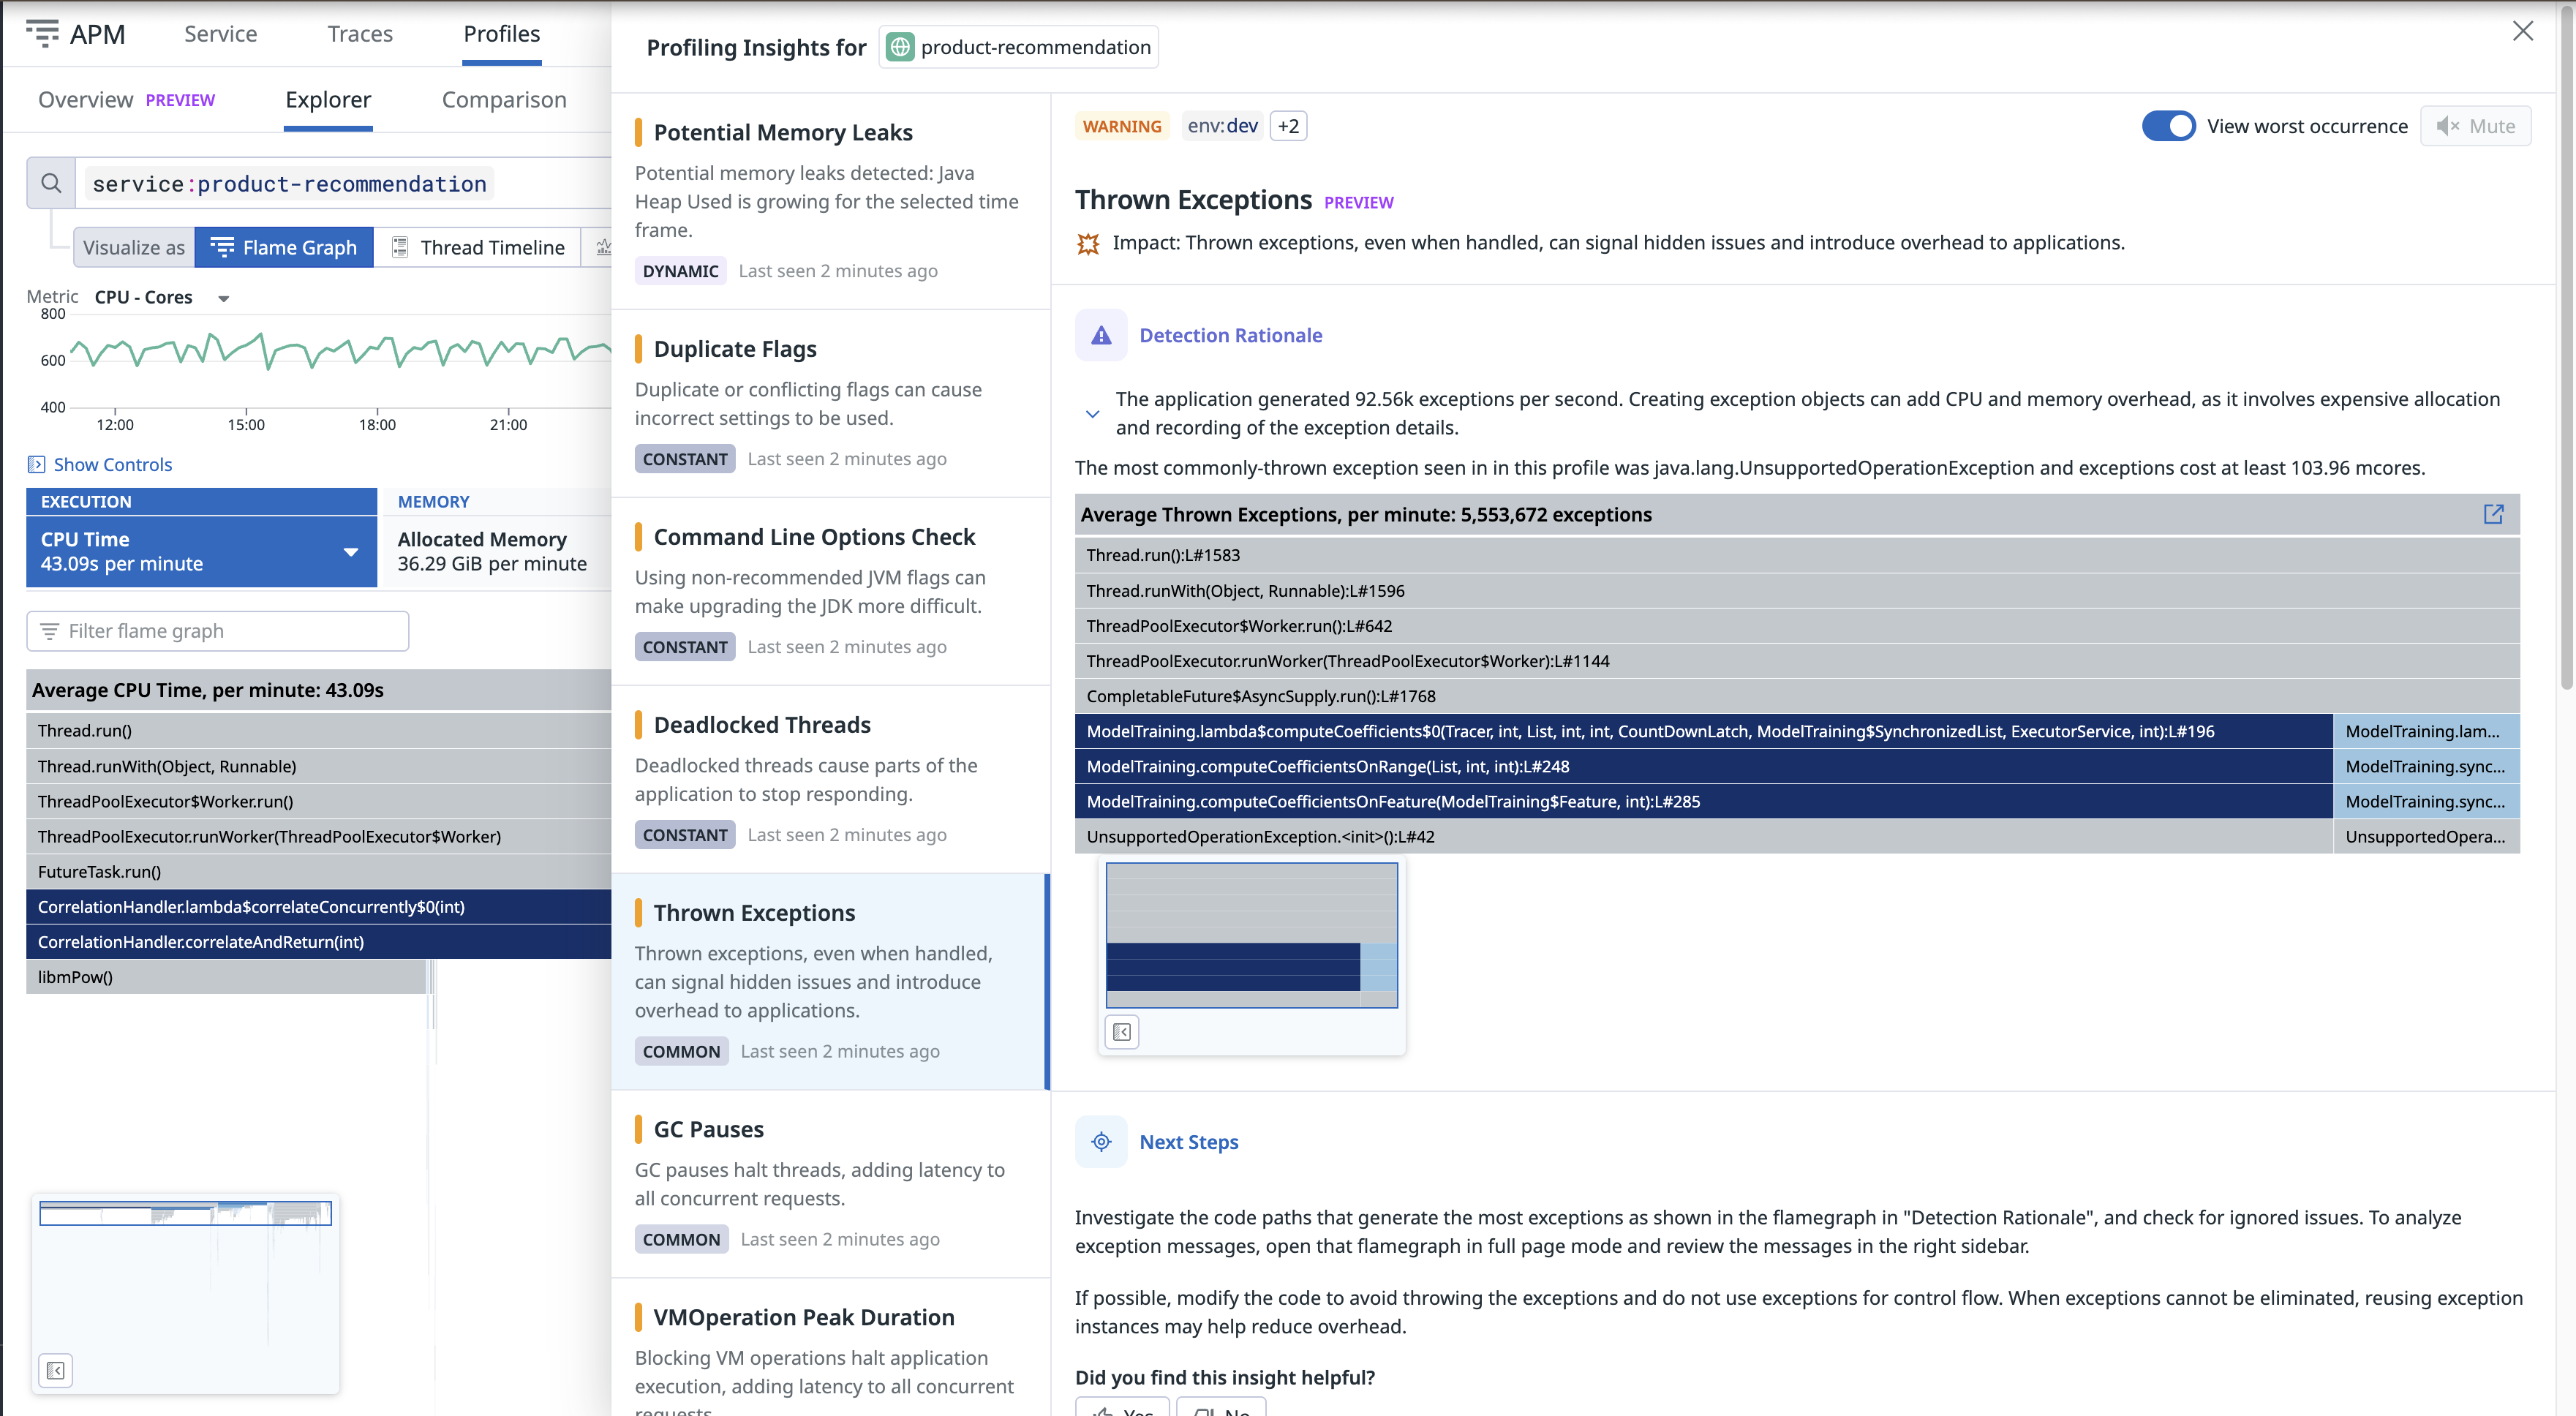 APM
Service
Traces
Profiles
Overview PREVIEW
Explorer
Comparison
service:product-recommendation
Visualize as
Flame Graph
Thread Timeline
Metric CPU - Cores
800
600
400
12:00
15:00
18:00
21:00
Show Controls
EXECUTION
CPU Time
43.09s per minute
MEMORY
Allocated Memory
36.29 GiB per minute
Filter flame graph
Average CPU Time, per minute: 43.09s
Thread.run()
Thread.runWith(Object, Runnable)
ThreadPoolExecutor$Worker.run()
ThreadPoolExecutor.runWorker(ThreadPoolExecutor$Worker)
FutureTask.run()
CorrelationHandler.lambda$correlateConcurrently$0(int)
CorrelationHandler.correlateAndReturn(int)
libmPow()
Profiling Insights for product-recommendation
Potential Memory Leaks
Potential memory leaks detected: Java
Heap Used is growing for the selected time
frame.
DYNAMIC Last seen 2 minutes ago
Duplicate Flags
Duplicate or conflicting flags can cause
incorrect settings to be used.
CONSTANT Last seen 2 minutes ago
Command Line Options Check
Using non-recommended JVM flags can
make upgrading the JDK more difficult.
CONSTANT Last seen 2 minutes ago
Deadlocked Threads
Deadlocked threads cause parts of the
application to stop responding.
CONSTANT Last seen 2 minutes ago
Thrown Exceptions
Thrown exceptions, even when handled,
can signal hidden issues and introduce
overhead to applications.
COMMON Last seen 2 minutes ago
GC Pauses
GC pauses halt threads, adding latency to
all concurrent requests.
COMMON Last seen 2 minutes ago
VMOperation Peak Duration
Blocking VM operations halt application
execution, adding latency to all concurrent
requests.
WARNING env:dev +2
View worst occurrence
Mute
Thrown Exceptions PREVIEW
Impact: Thrown exceptions, even when handled, can signal hidden issues and introduce overhead to applications.
Detection Rationale
The application generated 92.56k exceptions per second. Creating exception objects can add CPU and memory overhead, as it involves expensive allocation
and recording of the exception details.
The most commonly-thrown exception seen in in this profile was java.lang.UnsupportedOperationException and exceptions cost at least 103.96 mcores.
Average Thrown Exceptions, per minute: 5,553,672 exceptions
Thread.run():L#1583
Thread.runWith(Object, Runnable):L#1596
ThreadPoolExecutor$Worker.run():L#642
ThreadPoolExecutor.runWorker(ThreadPoolExecutor$Worker):L#1144
CompletableFuture$AsyncSupply.run():L#1768
ModelTraining.lambda$computeCoefficients$0(Tracer, int, List, int, int, CountDownLatch, ModelTraining$SynchronizedList, ExecutorService, int):L#196
ModelTraining.lam...
ModelTraining.computeCoefficientsOnRange(List, int, int):L#248
ModelTraining.sync...
ModelTraining.computeCoefficientsOnFeature(ModelTraining$Feature, int):L#285
ModelTraining.sync...
UnsupportedOperationException.<init>():L#42
UnsupportedOpera...
Next Steps
Investigate the code paths that generate the most exceptions as shown in the flamegraph in "Detection Rationale", and check for ignored issues. To analyze
exception messages, open that flamegraph in full page mode and review the messages in the right sidebar.
If possible, modify the code to avoid throwing the exceptions and do not use exceptions for control flow. When exceptions cannot be eliminated, reusing exception
instances may help reduce overhead.
Did you find this insight helpful?
Yes
No